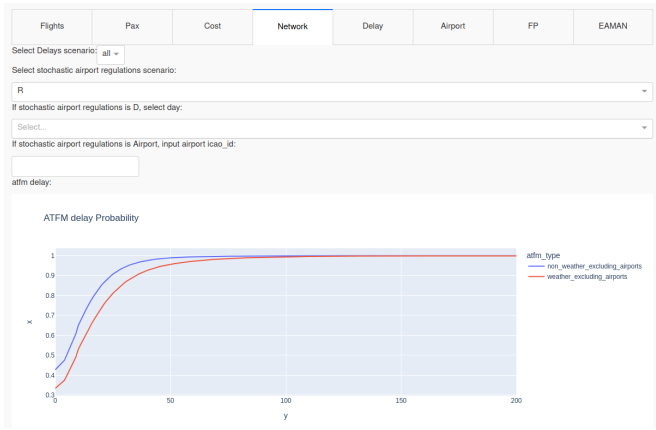 Flights Pax Cost Network Delay Airport FP EAMAN
Select Delays scenario: all
Select stochastic airport regulations scenario:
R
If stochastic airport regulations is D, select day:
Select...
If stochastic airport regulations is Airport, input airport icao_id:
atfm delay:
ATFM delay Probability
1
0.9
0.8
0.7
0.6
0.5
0.4
0.3
x
0 50 100 150 200
y
atfm_type
non_weather_excluding_airports
weather_excluding_airports